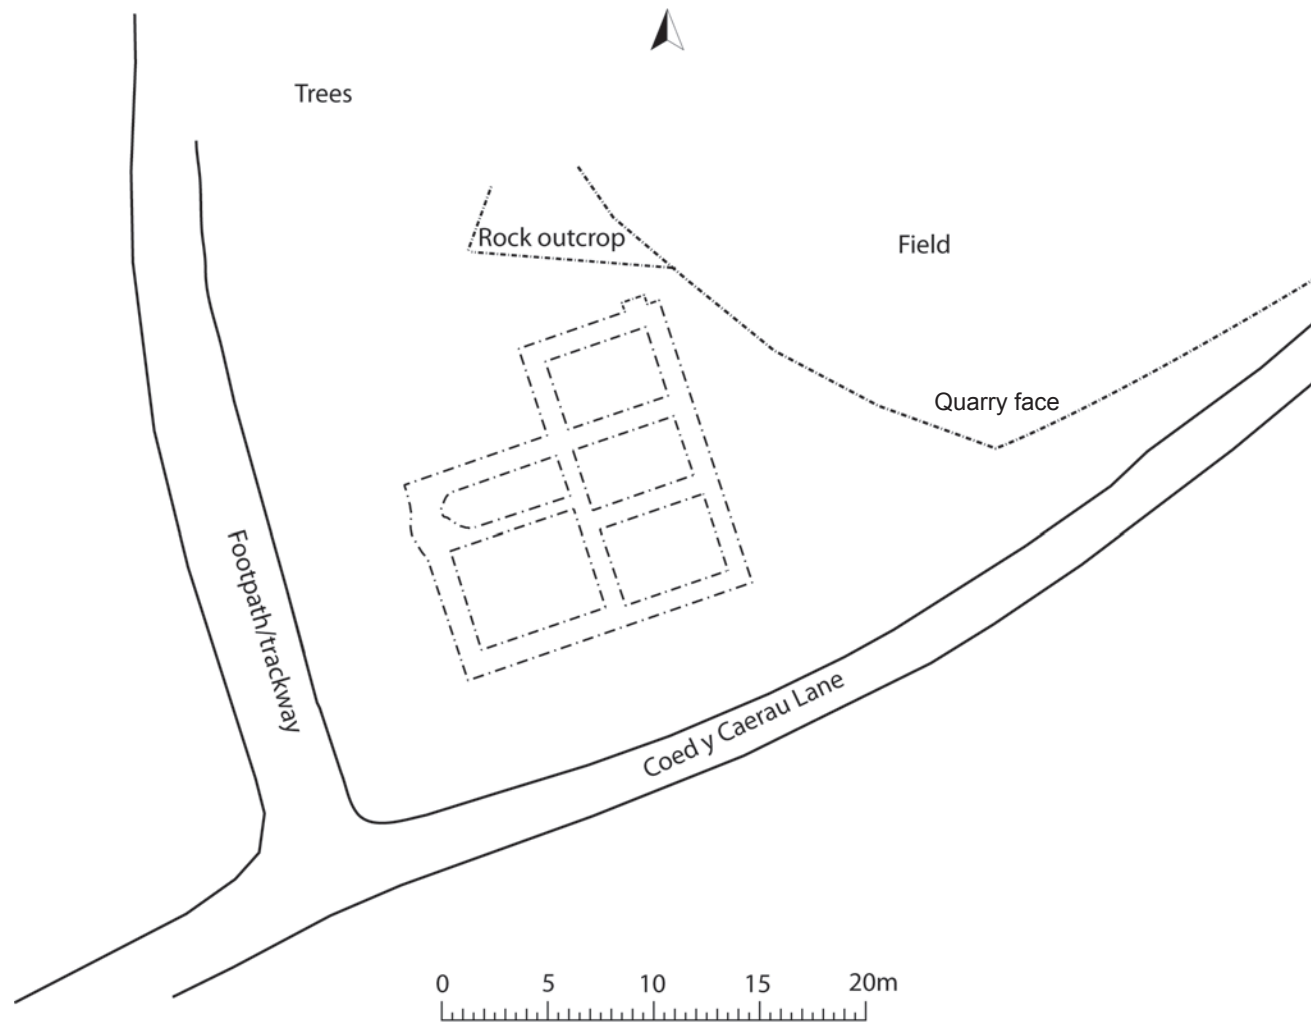 Trees
Rock outcrop
Field
Quarry face
Footpath/trackway
Coed y Caerau Lane
0 5 10 15 20m